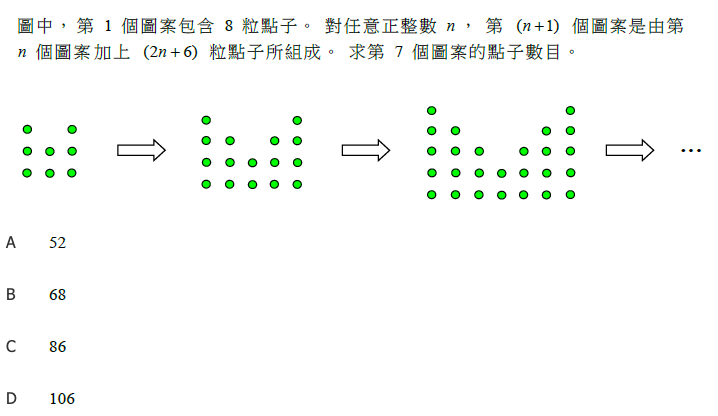 圖中，第 1 個圖案包含 8 粒點子。 對任意正整數 n ， 第 (n+1) 個圖案是由第
n 個圖案加上 (2n+6) 粒點子所組成。 求第 7 個圖案的點子數目。
...
A 52
B 68
C 86
D 106